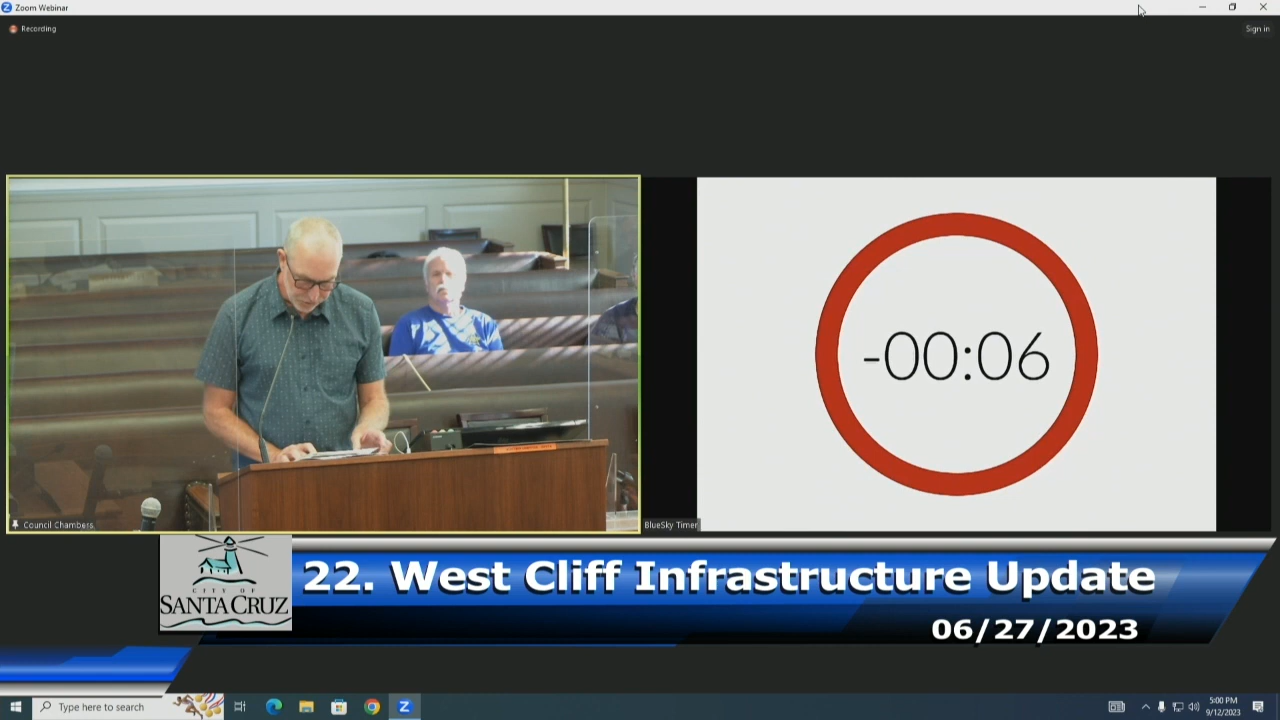 Zoom Webinar
Recording
Sign in
-00:06
Council Chambers
BlueSky Timer
CITY OF
SANTA CRUZ
22. West Cliff Infrastructure Update
06/27/2023
Type here to search
5:00 PM
9/12/2023